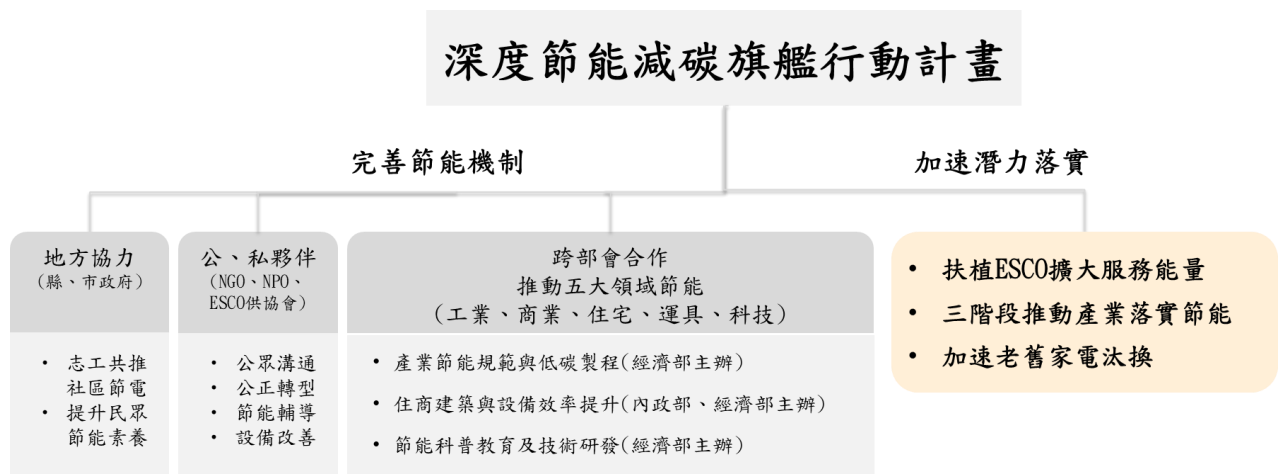 深度節能減碳旗艦行動計畫
完善節能機制
加速潛力落實
地方協力
(縣、市政府)
• 志工共推
社區節電
• 提升民眾
節能素養
公、私夥伴
(NGO、NPO、
ESCO供協會)
• 公眾溝通
• 公正轉型
• 節能輔導
• 設備改善
跨部會合作
推動五大領域節能
(工業、商業、住宅、運具、科技)
• 產業節能規範與低碳製程(經濟部主辦)
• 住商建築與設備效率提升(內政部、經濟部主辦)
• 節能科普教育及技術研發(經濟部主辦)
• 扶植ESCO擴大服務能量
• 三階段推動產業落實節能
• 加速老舊家電汰換